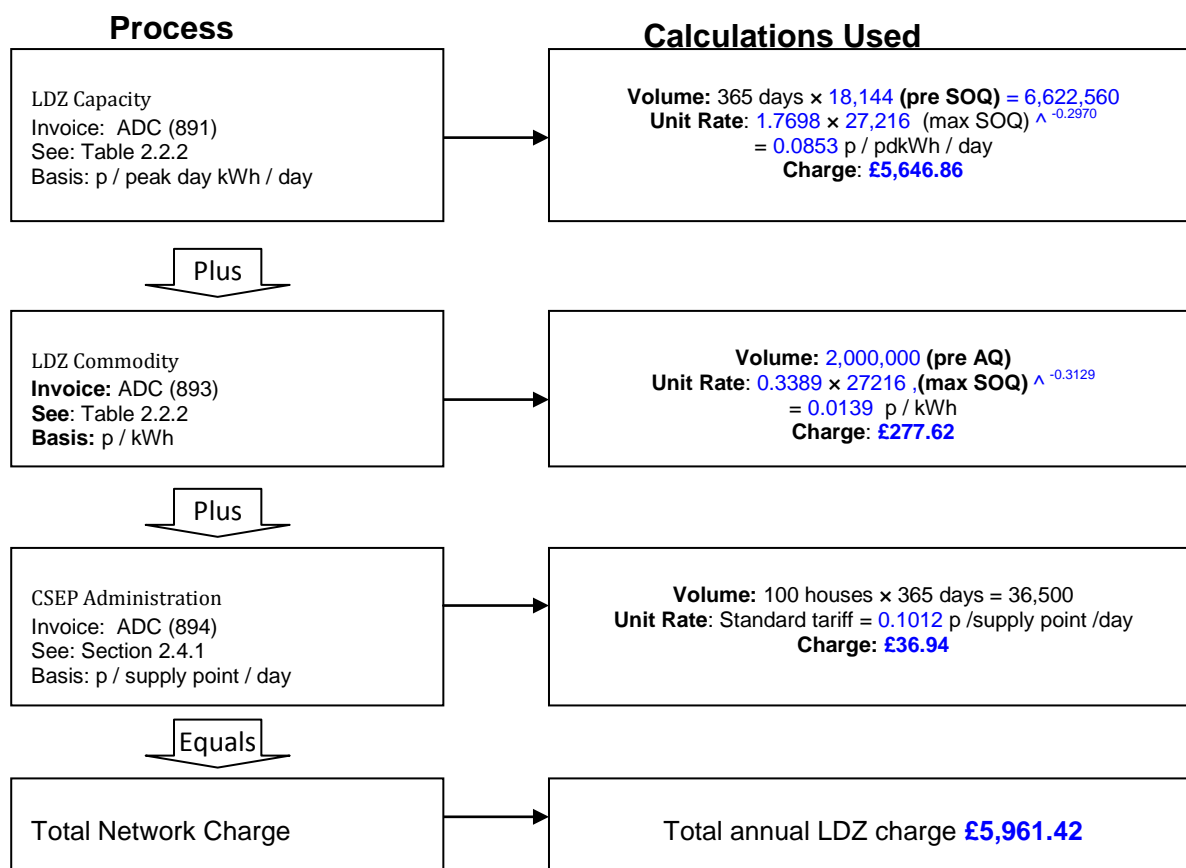 Process
Calculations Used
LDZ Capacity
Invoice: ADC (891)
See: Table 2.2.2
Basis: p / peak day kWh / day
Volume: 365 days × 18,144 (pre SOQ) = 6,622,560
Unit Rate: 1.7698 × 27,216 (max SOQ) ^ -0.2970
= 0.0853 p / pdkWh / day
Charge: £5,646.86
Plus
LDZ Commodity
Invoice: ADC (893)
See: Table 2.2.2
Basis: p / kWh
Volume: 2,000,000 (pre AQ)
Unit Rate: 0.3389 × 27216 ,(max SOQ) ^ -0.3129
= 0.0139 p / kWh
Charge: £277.62
Plus
CSEP Administration
Invoice: ADC (894)
See: Section 2.4.1
Basis: p / supply point / day
Volume: 100 houses × 365 days = 36,500
Unit Rate: Standard tariff = 0.1012 p /supply point /day
Charge: £36.94
Equals
Total Network Charge
Total annual LDZ charge £5,961.42